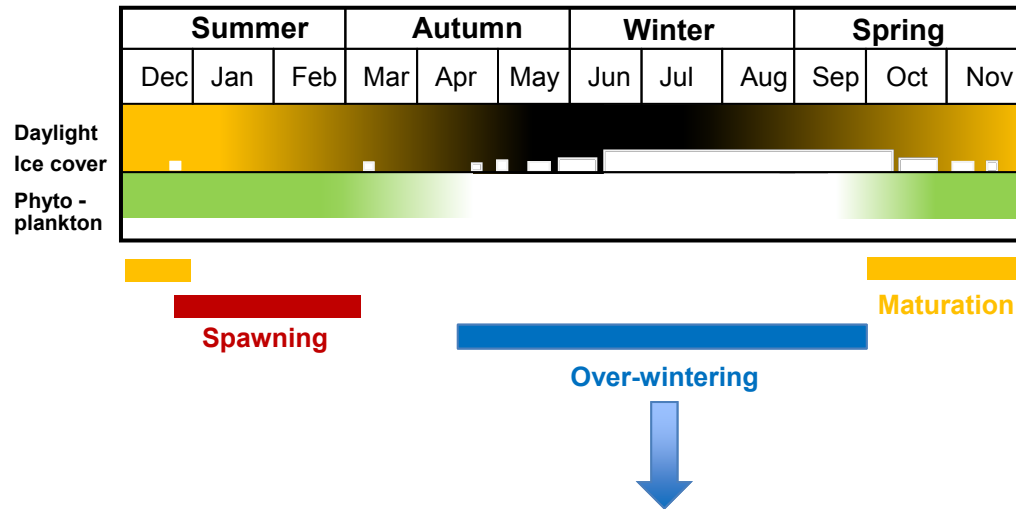 Summer Autumn Winter Spring
Dec Jan Feb Mar Apr May Jun Jul Aug Sep Oct Nov
Daylight
Ice cover
Phyto -
plankton
Maturation
Spawning
Over-wintering